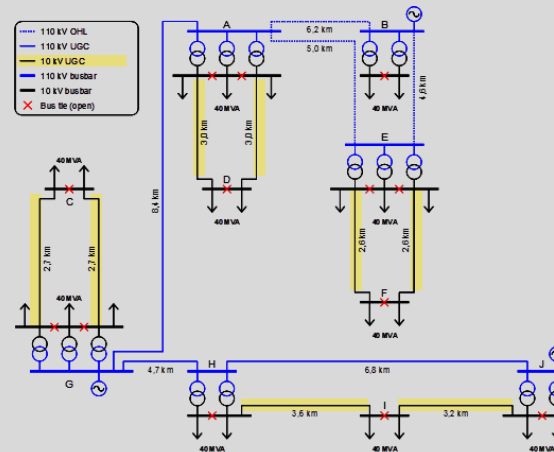 110 kV OHL
110 kV UGC
10 kV UGC
110 kV busbar
10 kV busbar
Bus tie (open)
A
6,2 km
5,0 km
B
40 MVA
40 MVA
4,6 km
3,0 km
3,0 km
D
40 MVA
8,4 km
E
40 MVA
2,6 km
2,6 km
F
40 MVA
40 MVA
C
2,7 km
2,7 km
40 MVA
G
4,7 km
H
6,8 km
J
3,6 km
I
3,2 km
40 MVA
40 MVA
40 MVA